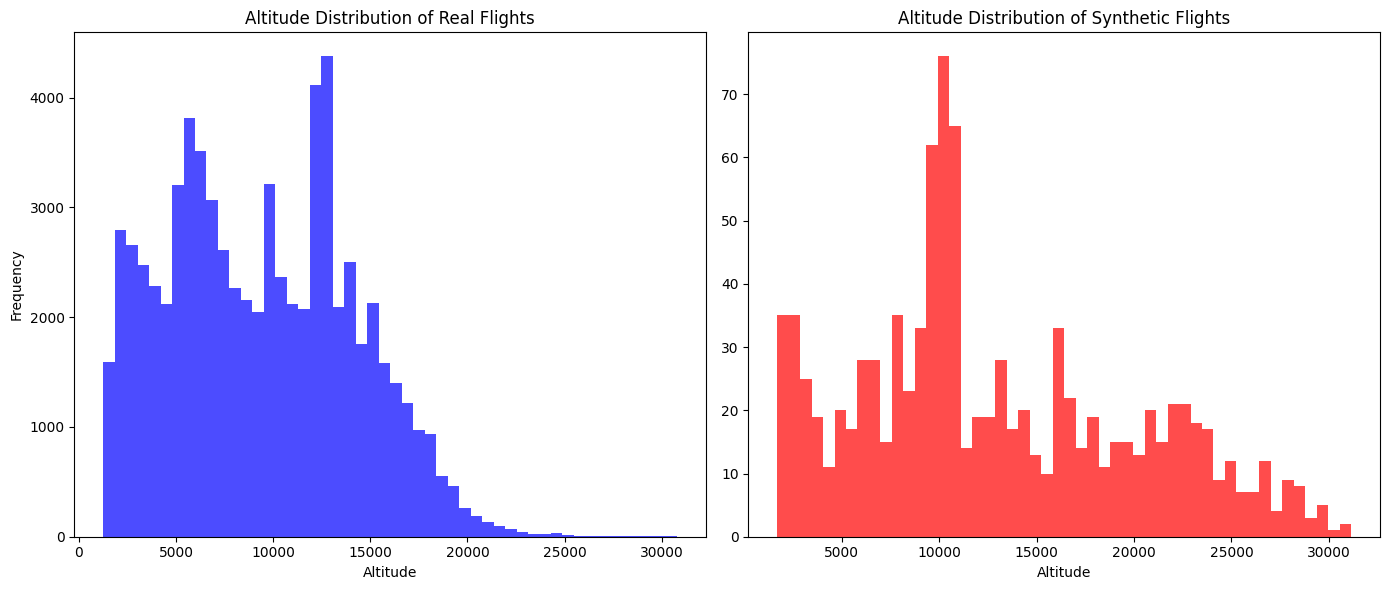 Altitude Distribution of Real Flights
Frequency
4000
3000
2000
1000
0
0 5000 10000 15000 20000 25000 30000
Altitude
Altitude Distribution of Synthetic Flights
70
60
50
40
30
20
10
0
5000 10000 15000 20000 25000 30000
Altitude